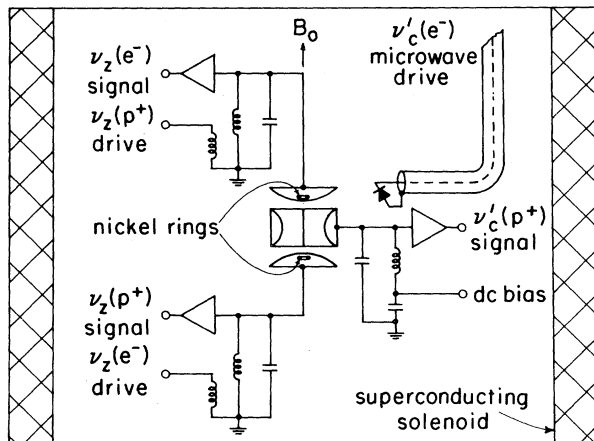 ν_z(e⁻)
signal
ν_z(p⁺)
drive
B₀
ν′_c(e⁻)
microwave
drive
nickel rings
ν′_c(p⁺)
signal
dc bias
ν_z(p⁺)
signal
ν_z(e⁻)
drive
superconducting
solenoid